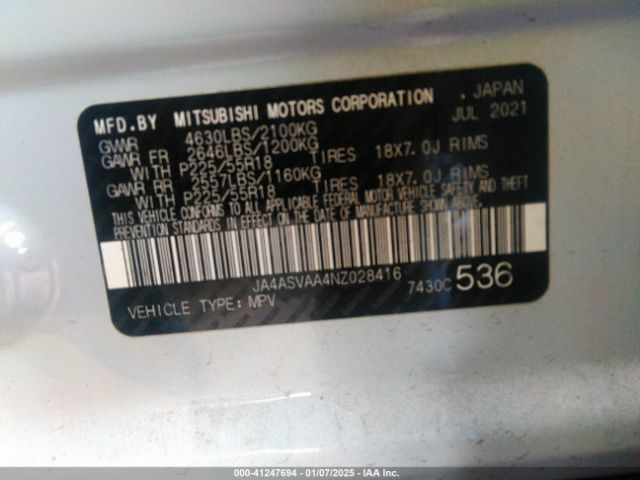 MFD.BY MITSUBISHI MOTORS CORPORATION . JAPAN
JUL 2021
GVWR 4630LBS/2100KG
GAWR FR 2646LBS/1200KG
WITH P225/55R18 TIRES 18X7.0J RIMS
GAWR RR 2557LBS/1160KG
WITH P225/55R18 TIRES 18X7.0J RIMS
THIS VEHICLE CONFORMS TO ALL APPLICABLE FEDERAL MOTOR VEHICLE SAFETY AND THEFT
PREVENTION STANDARDS IN EFFECT ON THE DATE OF MANUFACTURE SHOWN ABOVE.
JA4ASVAA4NZ028416 7430C 536
VEHICLE TYPE:MPV
000-41247694 - 01/07/2025 - IAA Inc.